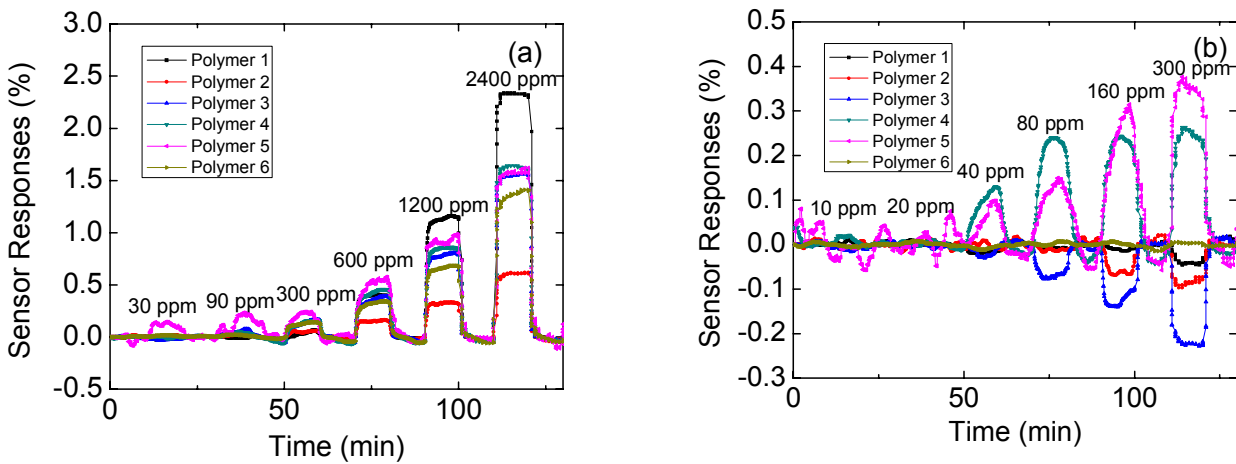 (a)
3.0
2.5
2.0
1.5
1.0
0.5
0.0
-0.5
Sensor Responses (%)
Polymer 1
Polymer 2
Polymer 3
Polymer 4
Polymer 5
Polymer 6
30 ppm
90 ppm
300 ppm
600 ppm
1200 ppm
2400 ppm
0
50
100
Time (min)
(b)
0.5
0.4
0.3
0.2
0.1
0.0
-0.1
-0.2
-0.3
Sensor Responses (%)
Polymer 1
Polymer 2
Polymer 3
Polymer 4
Polymer 5
Polymer 6
10 ppm
20 ppm
40 ppm
80 ppm
160 ppm
300 ppm
0
50
100
Time (min)